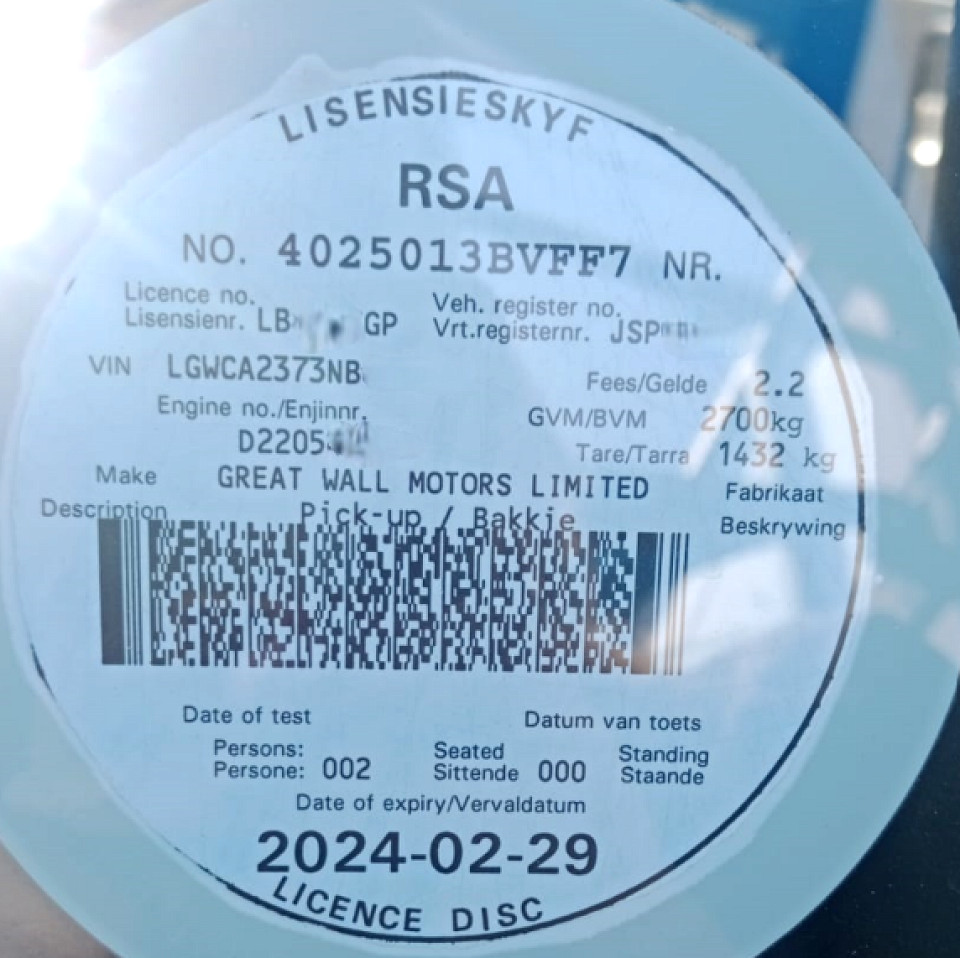 LISENSIESKYF
RSA
NO. 4025013BVFF7 NR.
Licence no.
Lisensienr. LB GP
Veh. register no.
Vrt.registernr. JSP
VIN LGWCA2373NB
Fees/Gelde 2.2
Engine no./Enjinnr.
D2205
GVM/BVM 2700kg
Tare/Tarra 1432 kg
Make GREAT WALL MOTORS LIMITED Fabrikaat
Description Pick-up / Bakkie Beskrywing
Date of test Datum van toets
Persons: Seated Standing
Persone: 002 Sittende 000 Staande
Date of expiry/Vervaldatum
2024-02-29
LICENCE DISC